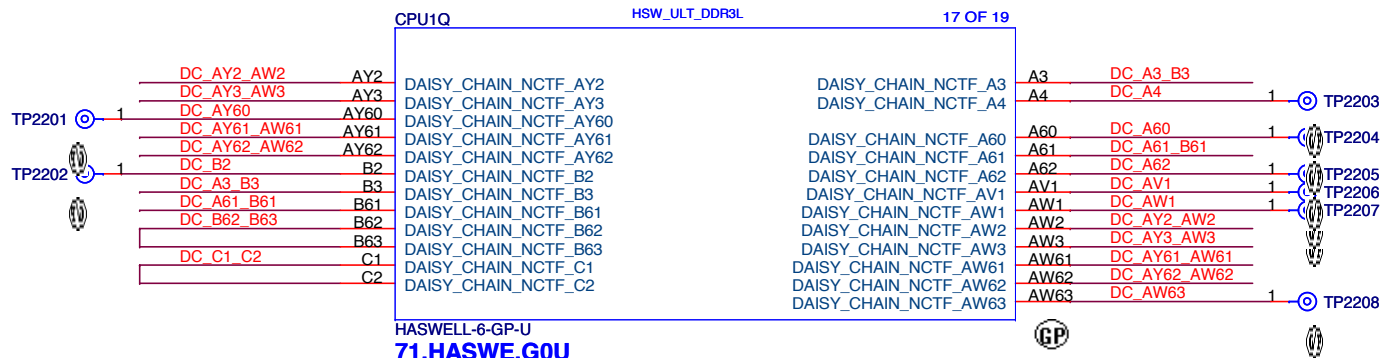 CPU1Q HSW_ULT_DDR3L 17 OF 19
DC_AY2_AW2 AY2 DAISY_CHAIN_NCTF_AY2
DC_AY3_AW3 AY3 DAISY_CHAIN_NCTF_AY3
TP2201 1 DC_AY60 AY60 DAISY_CHAIN_NCTF_AY60
DC_AY61_AW61 AY61 DAISY_CHAIN_NCTF_AY61
DC_AY62_AW62 AY62 DAISY_CHAIN_NCTF_AY62
TP2202 1 DC_B2 B2 DAISY_CHAIN_NCTF_B2
DC_A3_B3 B3 DAISY_CHAIN_NCTF_B3
DC_A61_B61 B61 DAISY_CHAIN_NCTF_B61
DC_B62_B63 B62 DAISY_CHAIN_NCTF_B62
B63 DAISY_CHAIN_NCTF_B63
DC_C1_C2 C1 DAISY_CHAIN_NCTF_C1
C2 DAISY_CHAIN_NCTF_C2
DAISY_CHAIN_NCTF_A3 A3 DC_A3_B3
DAISY_CHAIN_NCTF_A4 A4 DC_A4 1 TP2203
DAISY_CHAIN_NCTF_A60 A60 DC_A60 1 TP2204
DAISY_CHAIN_NCTF_A61 A61 DC_A61_B61
DAISY_CHAIN_NCTF_A62 A62 DC_A62 1 TP2205
DAISY_CHAIN_NCTF_AV1 AV1 DC_AV1 1 TP2206
DAISY_CHAIN_NCTF_AW1 AW1 DC_AW1 1 TP2207
DAISY_CHAIN_NCTF_AW2 AW2 DC_AY2_AW2
DAISY_CHAIN_NCTF_AW3 AW3 DC_AY3_AW3
DAISY_CHAIN_NCTF_AW61 AW61 DC_AY61_AW61
DAISY_CHAIN_NCTF_AW62 AW62 DC_AY62_AW62
DAISY_CHAIN_NCTF_AW63 AW63 DC_AW63 1 TP2208
HASWELL-6-GP-U
GP
71.HASWE.G0U